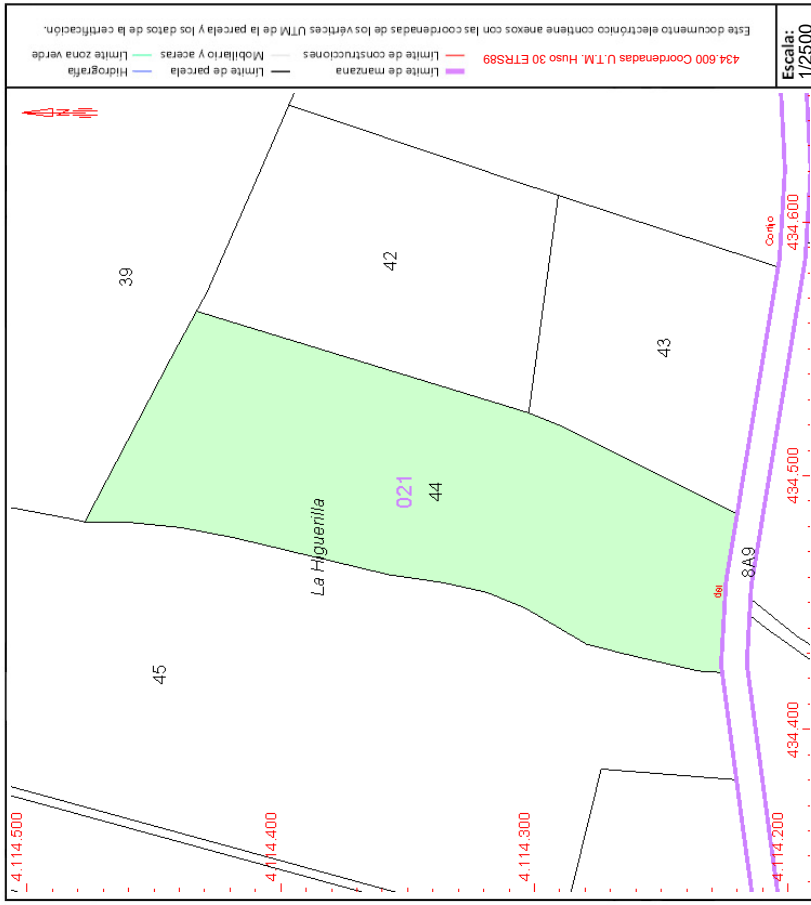 Este documento electrónico contiene anexos con las coordenadas de los vértices UTM de la parcela y los datos de la certificación.
434.600 Coordenadas U.T.M. Huso 30 ETRS89
Límite de manzana
Límite de construcciones
Límite de parcela
Mobiliario y aceras
Hidrografía
Límite zona verde
Escala:
1/2500
39
42
43
45
La Higuerilla
021
44
8A9
del
Cortijo
4.114.500
4.114.400
4.114.300
4.114.200
434.600
434.500
434.400